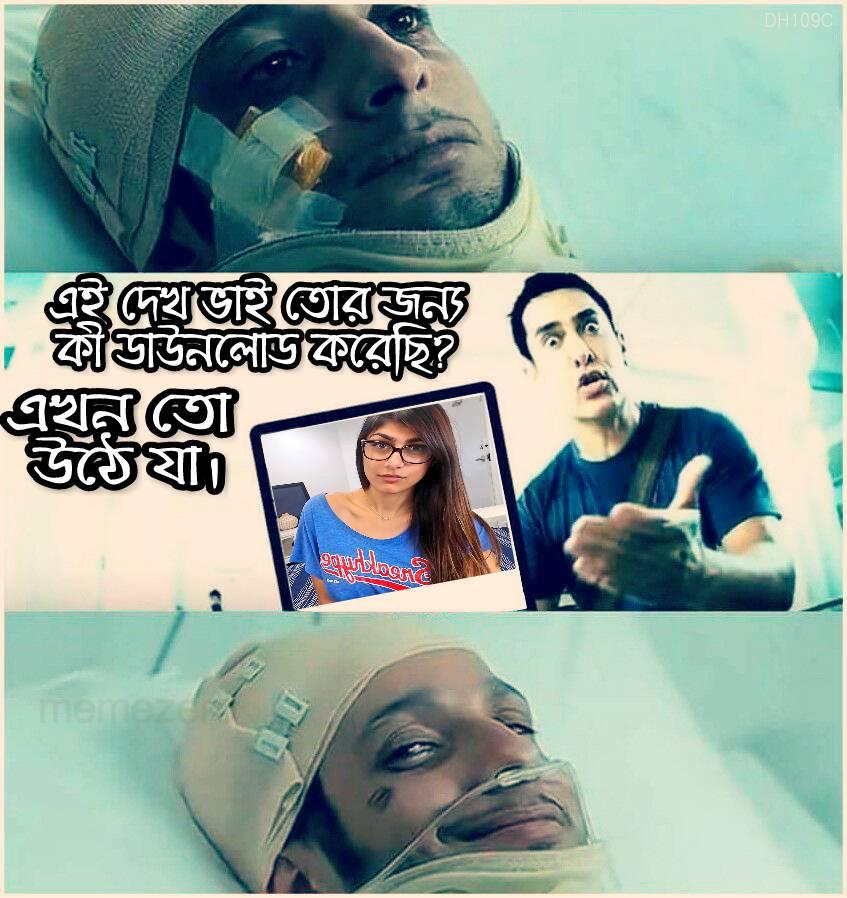 DH109C
এই দেখ ভাই তোর জন্য
কী ডাউনলোড করেছি?
এখন তো
উঠে যা।